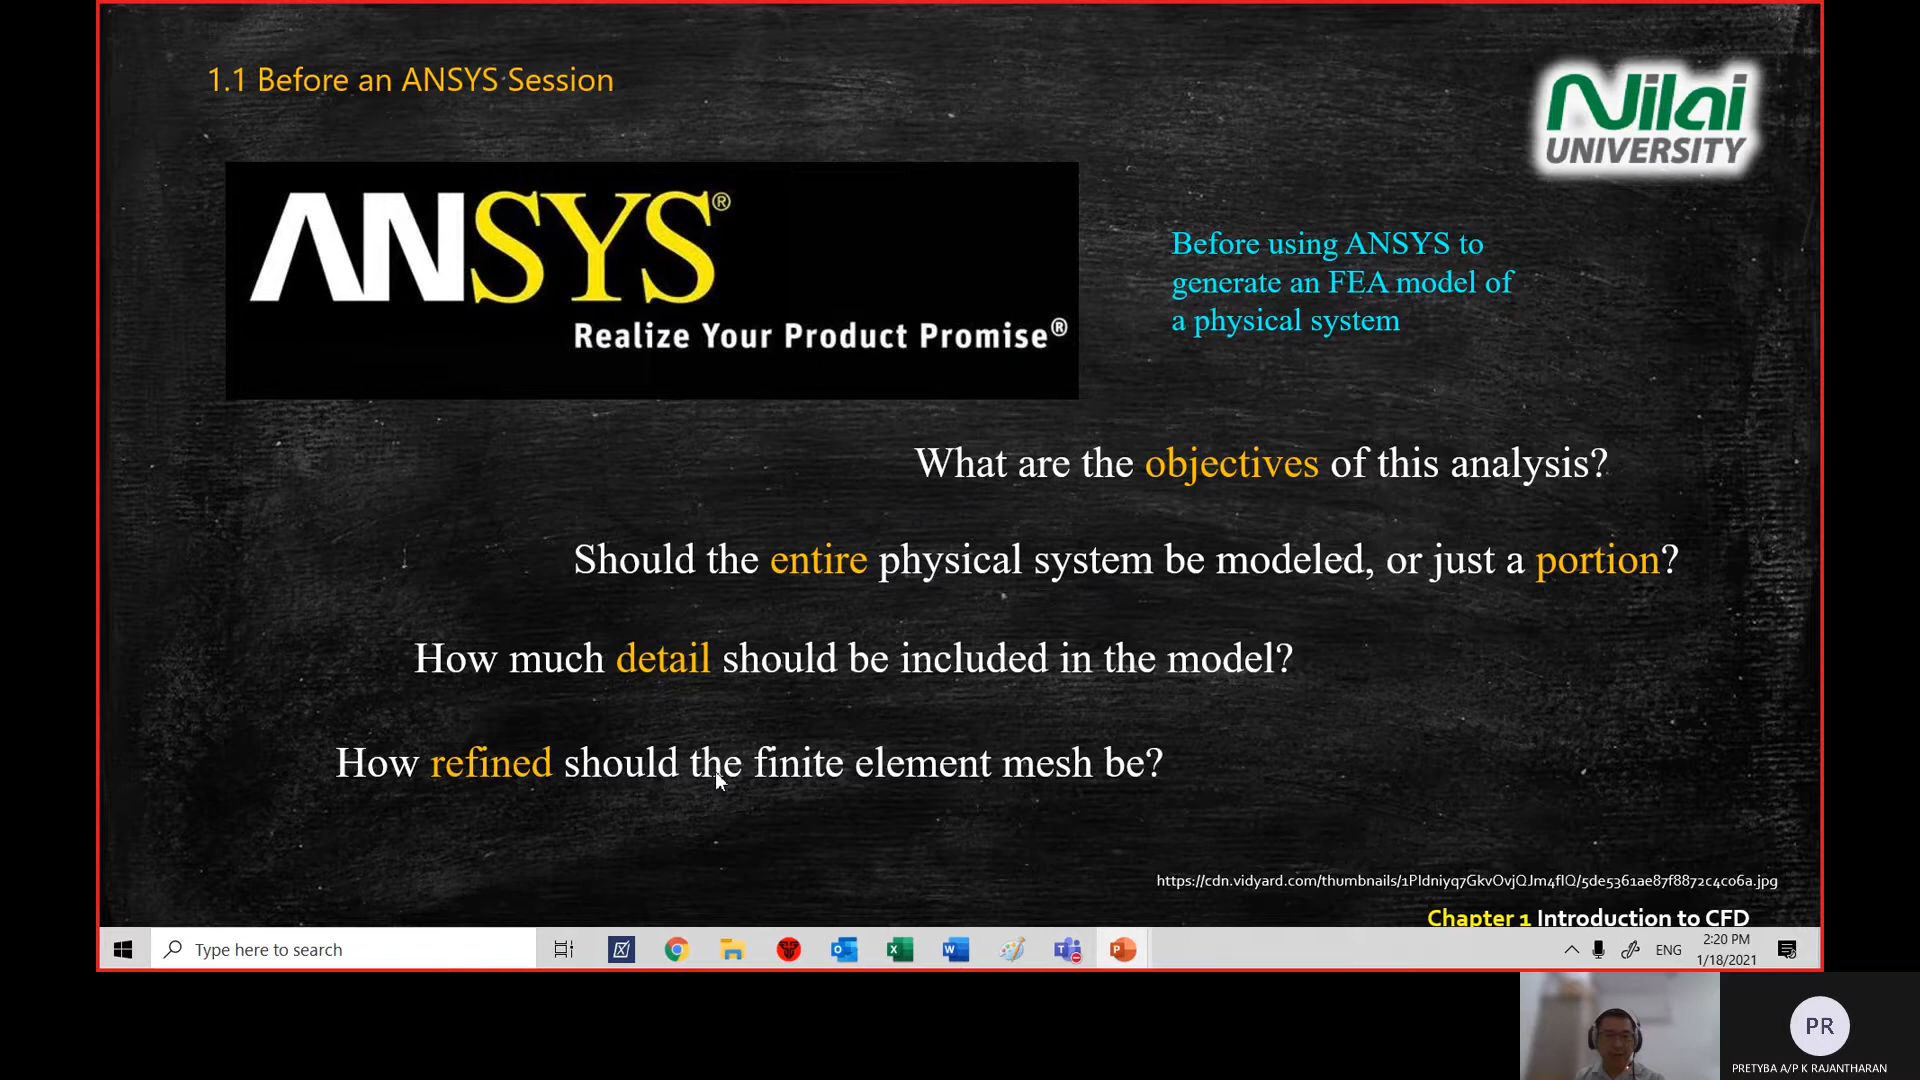 1.1 Before an ANSYS Session
Nilai
UNIVERSITY
ANSYS®
Realize Your Product Promise®
Before using ANSYS to
generate an FEA model of
a physical system
What are the objectives of this analysis?
Should the entire physical system be modeled, or just a portion?
How much detail should be included in the model?
How refined should the finite element mesh be?
https://cdn.vidyard.com/thumbnails/1Pldniyq7GkvOvjQJm4flQ/5de5361ae87f8872c4c06a.jpg
Chapter 1 Introduction to CFD
Type here to search
ENG
2:20 PM
1/18/2021
PR
PRETYBA A/P K RAJANTHARAN